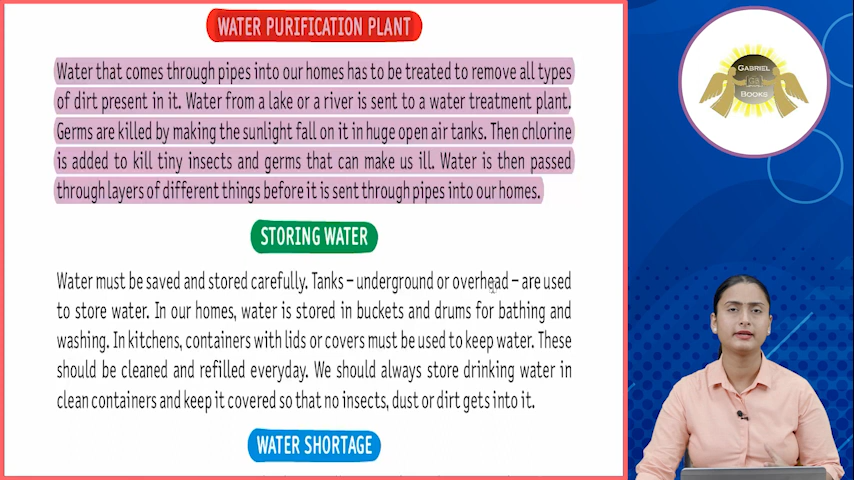 WATER PURIFICATION PLANT
Water that comes through pipes into our homes has to be treated to remove all types
of dirt present in it. Water from a lake or a river is sent to a water treatment plant.
Germs are killed by making the sunlight fall on it in huge open air tanks. Then chlorine
is added to kill tiny insects and germs that can make us ill. Water is then passed
through layers of different things before it is sent through pipes into our homes.
STORING WATER
Water must be saved and stored carefully. Tanks – underground or overhead – are used
to store water. In our homes, water is stored in buckets and drums for bathing and
washing. In kitchens, containers with lids or covers must be used to keep water. These
should be cleaned and refilled everyday. We should always store drinking water in
clean containers and keep it covered so that no insects, dust or dirt gets into it.
WATER SHORTAGE
GABRIEL
GB
BOOKS